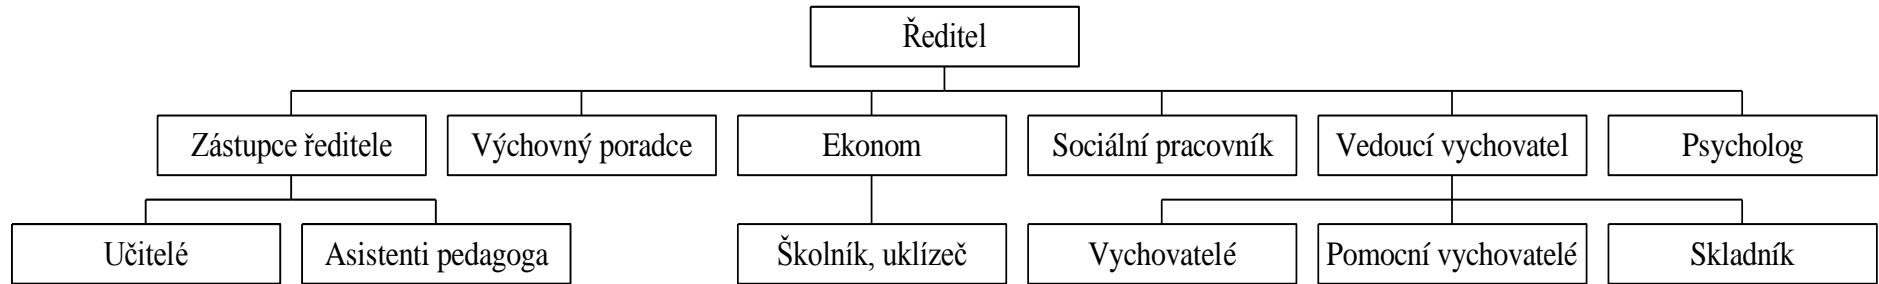 Ředitel
Zástupce ředitele
Výchovný poradce
Ekonom
Sociální pracovník
Vedoucí vychovatel
Psycholog
Učitelé
Asistenti pedagoga
Školník, uklízeč
Vychovatelé
Pomocní vychovatelé
Skladník